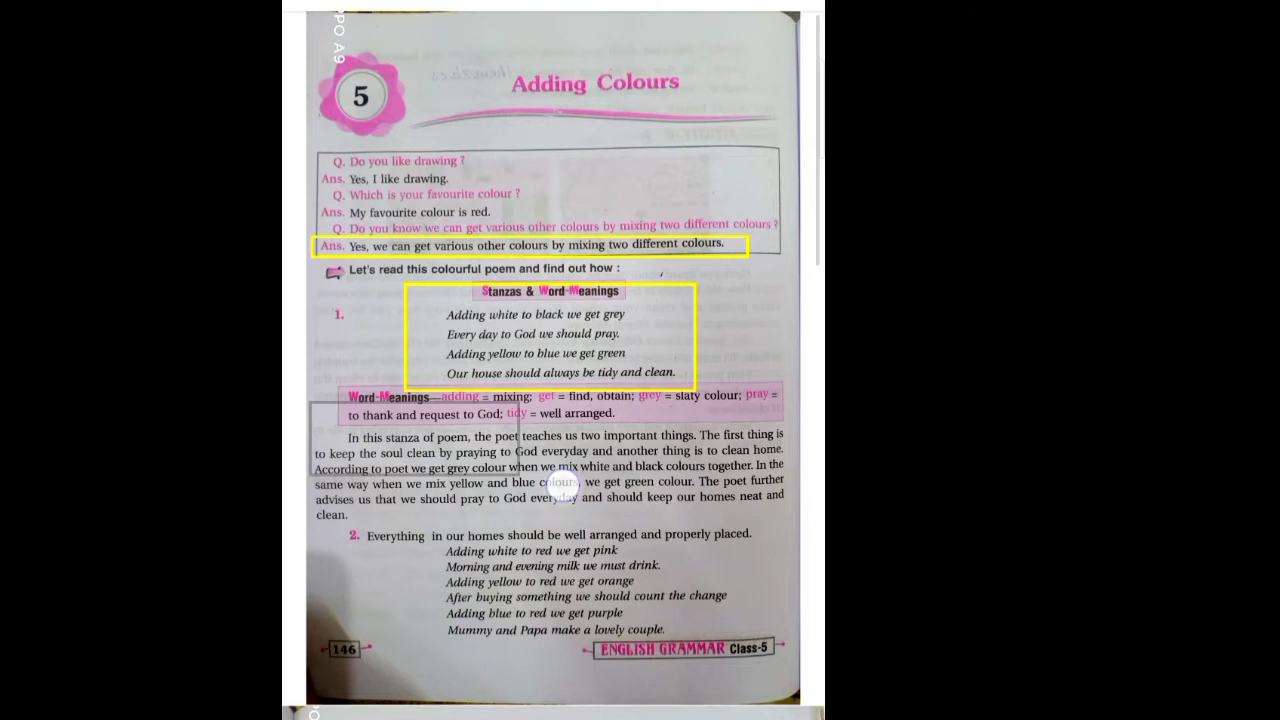 PPO A9
5
Adding Colours
Q. Do you like drawing ?
Ans. Yes, I like drawing.
Q. Which is your favourite colour ?
Ans. My favourite colour is red.
Q. Do you know we can get various other colours by mixing two different colours ?
Ans. Yes, we can get various other colours by mixing two different colours.
Let's read this colourful poem and find out how :
Stanzas & Word-Meanings
1. Adding white to black we get grey
Every day to God we should pray.
Adding yellow to blue we get green
Our house should always be tidy and clean.
Word-Meanings—adding = mixing; get = find, obtain; grey = slaty colour; pray =
to thank and request to God; tidy = well arranged.
In this stanza of poem, the poet teaches us two important things. The first thing is
to keep the soul clean by praying to God everyday and another thing is to clean home.
According to poet we get grey colour when we mix white and black colours together. In the
same way when we mix yellow and blue colours, we get green colour. The poet further
advises us that we should pray to God everyday and should keep our homes neat and
clean.
2. Everything in our homes should be well arranged and properly placed.
Adding white to red we get pink
Morning and evening milk we must drink.
Adding yellow to red we get orange
After buying something we should count the change
Adding blue to red we get purple
Mummy and Papa make a lovely couple.
146
ENGLISH GRAMMAR Class-5